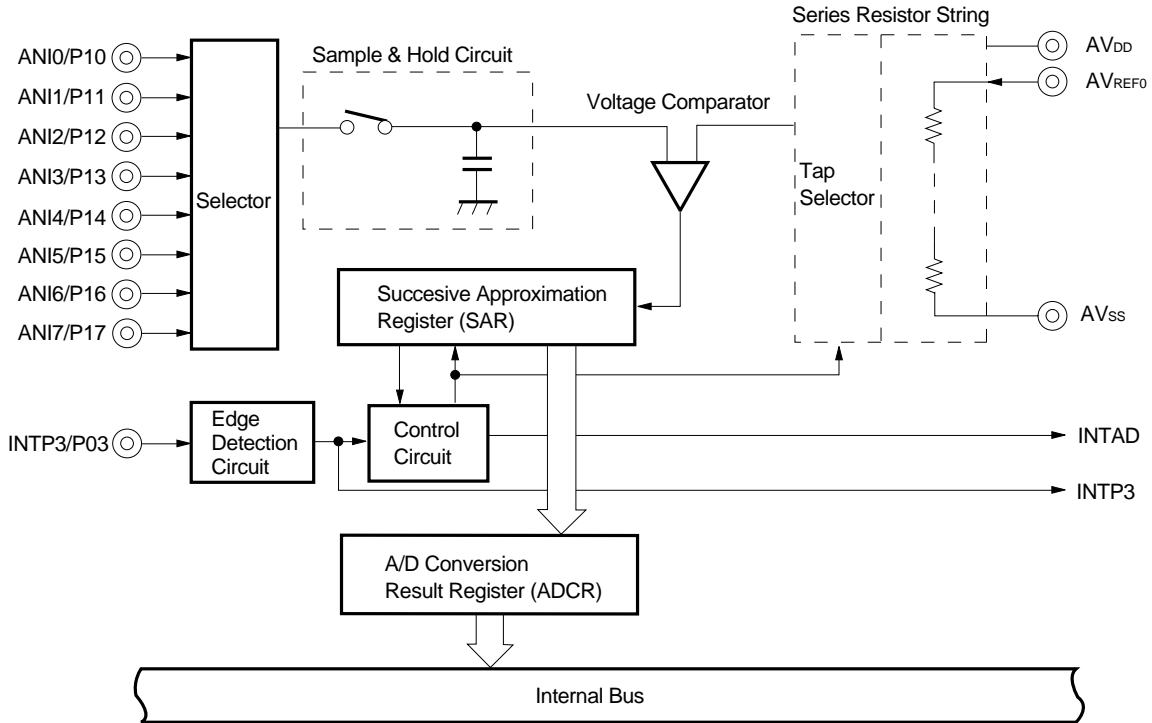 Series Resistor String
ANI0/P10
ANI1/P11
ANI2/P12
ANI3/P13
ANI4/P14
ANI5/P15
ANI6/P16
ANI7/P17
Selector
Sample & Hold Circuit
Voltage Comparator
Tap
Selector
AVDD
AVREF0
AVSS
Succesive Approximation
Register (SAR)
INTP3/P03
Edge
Detection
Circuit
Control
Circuit
INTAD
INTP3
A/D Conversion
Result Register (ADCR)
Internal Bus